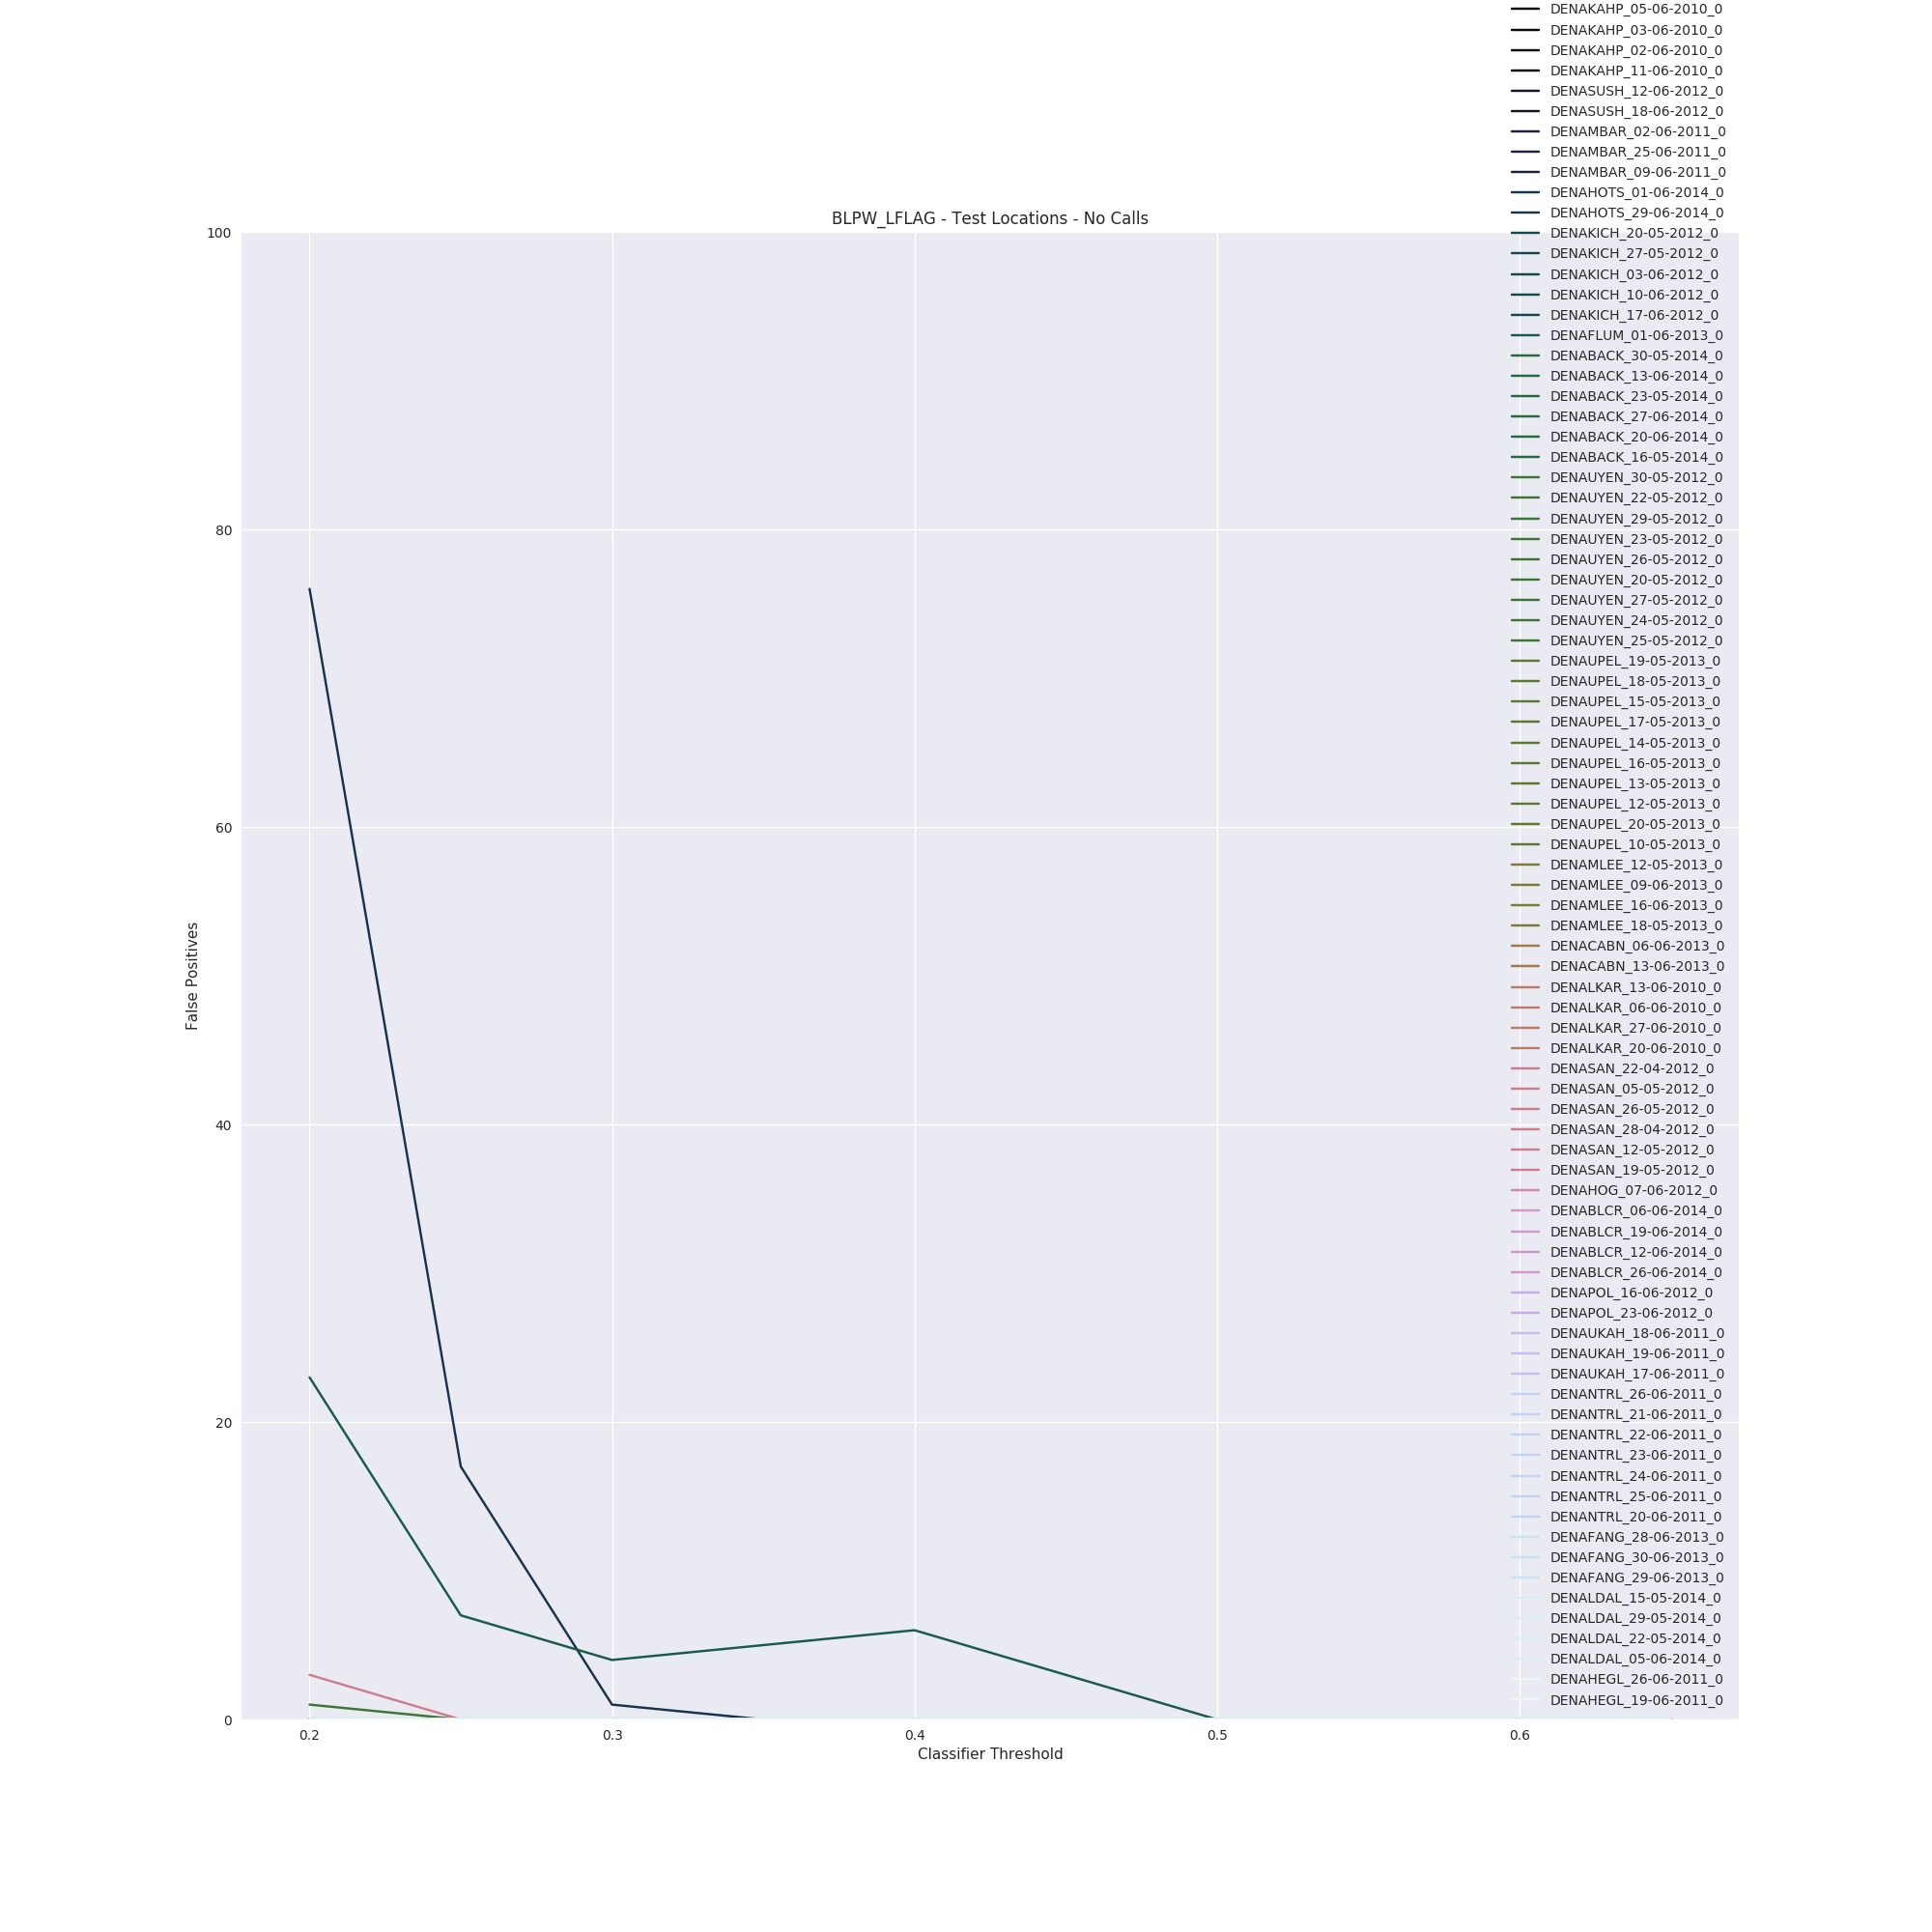 DENAKAHP_05-06-2010_0
DENAKAHP_03-06-2010_0
DENAKAHP_02-06-2010_0
DENAKAHP_11-06-2010_0
DENASUSH_12-06-2012_0
DENASUSH_18-06-2012_0
DENAMBAR_02-06-2011_0
DENAMBAR_25-06-2011_0
DENAMBAR_09-06-2011_0
DENAHOTS_01-06-2014_0
DENAHOTS_29-06-2014_0
BLPW_LFLAG - Test Locations - No Calls
DENAKICH_20-05-2012_0
DENAKICH_27-05-2012_0
DENAKICH_03-06-2012_0
DENAKICH_10-06-2012_0
DENAKICH_17-06-2012_0
DENAFLUM_01-06-2013_0
DENABACK_30-05-2014_0
DENABACK_13-06-2014_0
DENABACK_23-05-2014_0
DENABACK_27-06-2014_0
DENABACK_20-06-2014_0
DENABACK_16-05-2014_0
DENAUYEN_30-05-2012_0
DENAUYEN_22-05-2012_0
DENAUYEN_29-05-2012_0
DENAUYEN_23-05-2012_0
DENAUYEN_26-05-2012_0
DENAUYEN_20-05-2012_0
DENAUYEN_27-05-2012_0
DENAUYEN_24-05-2012_0
DENAUYEN_25-05-2012_0
DENAUPEL_19-05-2013_0
DENAUPEL_18-05-2013_0
DENAUPEL_15-05-2013_0
DENAUPEL_17-05-2013_0
DENAUPEL_14-05-2013_0
DENAUPEL_16-05-2013_0
DENAUPEL_13-05-2013_0
DENAUPEL_12-05-2013_0
DENAUPEL_20-05-2013_0
DENAUPEL_10-05-2013_0
DENAMLEE_12-05-2013_0
DENAMLEE_09-06-2013_0
DENAMLEE_16-06-2013_0
DENAMLEE_18-05-2013_0
DENACABN_06-06-2013_0
DENACABN_13-06-2013_0
DENALKAR_13-06-2010_0
DENALKAR_06-06-2010_0
DENALKAR_27-06-2010_0
DENALKAR_20-06-2010_0
DENASAN_22-04-2012_0
DENASAN_05-05-2012_0
DENASAN_26-05-2012_0
DENASAN_28-04-2012_0
DENASAN_12-05-2012_0
DENASAN_19-05-2012_0
DENAHOG_07-06-2012_0
DENABLCR_06-06-2014_0
DENABLCR_19-06-2014_0
DENABLCR_12-06-2014_0
DENABLCR_26-06-2014_0
DENAPOL_16-06-2012_0
DENAPOL_23-06-2012_0
DENAUKAH_18-06-2011_0
DENAUKAH_19-06-2011_0
DENAUKAH_17-06-2011_0
DENANTRL_26-06-2011_0
DENANTRL_21-06-2011_0
DENANTRL_22-06-2011_0
DENANTRL_23-06-2011_0
DENANTRL_24-06-2011_0
DENANTRL_25-06-2011_0
DENANTRL_20-06-2011_0
DENAFANG_28-06-2013_0
DENAFANG_30-06-2013_0
DENAFANG_29-06-2013_0
DENALDAL_15-05-2014_0
DENALDAL_29-05-2014_0
DENALDAL_22-05-2014_0
DENALDAL_05-06-2014_0
DENAHEGL_26-06-2011_0
DENAHEGL_19-06-2011_0
100
80
60
40
20
0
False Positives
0.2 0.3 0.4 0.5 0.6
Classifier Threshold